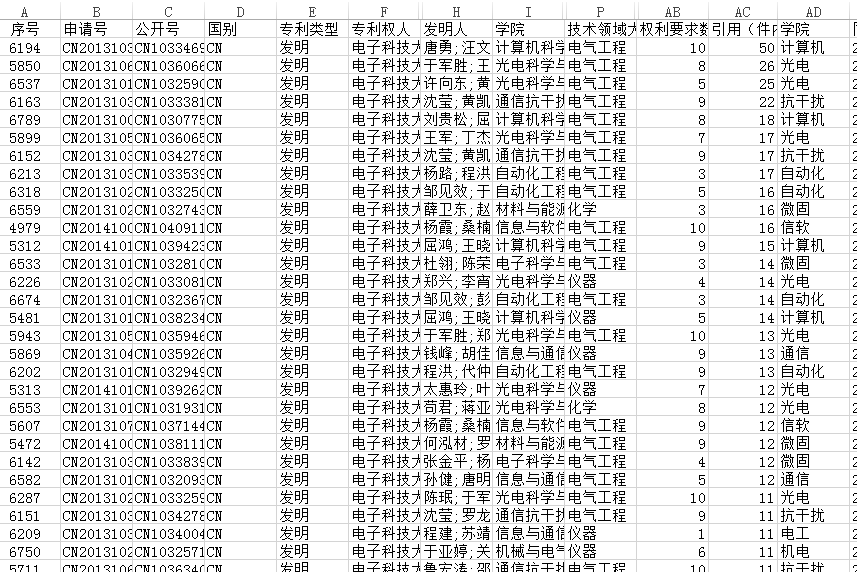 A B C D E F H I P AB AC AD
序号 申请号 公开号 国别 专利类型 专利权人 发明人 学院 技术领域大 权利要求数 引用（件 学院
6194 CN2013103 CN1033469 CN 发明 电子科技大 唐勇;汪文 计算机科学 电气工程 10 50 计算机
5850 CN2013106 CN1036066 CN 发明 电子科技大 于军胜;王 光电科学与 电气工程 8 26 光电
6537 CN2013101 CN1032590 CN 发明 电子科技大 许向东;黄 光电科学与 电气工程 5 25 光电
6163 CN2013103 CN1033381 CN 发明 电子科技大 沈莹;黄凯 通信抗干扰 电气工程 9 22 抗干扰
6789 CN2013100 CN1030775 CN 发明 电子科技大 刘贵松;屈 计算机科学 电气工程 8 18 计算机
5899 CN2013105 CN1036065 CN 发明 电子科技大 王军;丁杰 光电科学与 电气工程 7 17 光电
6152 CN2013103 CN1034278 CN 发明 电子科技大 沈莹;黄凯 通信抗干扰 电气工程 9 17 抗干扰
6213 CN2013103 CN1033539 CN 发明 电子科技大 杨路;程洪 自动化工程 电气工程 3 17 自动化
6318 CN2013102 CN1033250 CN 发明 电子科技大 邹见效;于 自动化工程 电气工程 5 16 自动化
6559 CN2013102 CN1032743 CN 发明 电子科技大 薛卫东;赵 材料与能源 化学 3 16 微固
4979 CN2014100 CN1040911 CN 发明 电子科技大 杨霞;桑楠 信息与软件 电气工程 10 16 信软
5312 CN2014101 CN1039423 CN 发明 电子科技大 屈鸿;王晓 计算机科学 电气工程 9 15 计算机
6533 CN2013101 CN1032810 CN 发明 电子科技大 杜翎;陈荣 电子科学与 电气工程 3 14 微固
6226 CN2013102 CN1033081 CN 发明 电子科技大 郑兴;李宵 光电科学与 仪器 4 14 光电
6674 CN2013101 CN1032367 CN 发明 电子科技大 邹见效;彭 自动化工程 电气工程 3 14 自动化
5481 CN2013101 CN1038234 CN 发明 电子科技大 屈鸿;王晓 计算机科学 仪器 5 14 计算机
5943 CN2013105 CN1035946 CN 发明 电子科技大 于军胜;郑 光电科学与 电气工程 10 13 光电
5869 CN2013104 CN1035926 CN 发明 电子科技大 钱峰;胡佳 信息与通信 仪器 9 13 通信
6202 CN2013101 CN1032949 CN 发明 电子科技大 程洪;代仲 自动化工程 电气工程 9 13 自动化
5313 CN2014101 CN1039262 CN 发明 电子科技大 太惠玲;叶 光电科学与 仪器 7 12 光电
6553 CN2013101 CN1031931 CN 发明 电子科技大 苟君;蒋亚 光电科学与 化学 8 12 光电
5607 CN2013107 CN1037144 CN 发明 电子科技大 杨霞;桑楠 信息与软件 电气工程 9 12 信软
5472 CN2014100 CN1038111 CN 发明 电子科技大 何泓材;罗 材料与能源 电气工程 9 12 微固
6142 CN2013103 CN1033839 CN 发明 电子科技大 张金平;杨 电子科学与 电气工程 4 12 微固
6582 CN2013101 CN1032093 CN 发明 电子科技大 孙健;唐明 信息与通信 电气工程 5 12 通信
6287 CN2013102 CN1033259 CN 发明 电子科技大 陈珉;于军 光电科学与 电气工程 10 11 光电
6151 CN2013103 CN1034278 CN 发明 电子科技大 沈莹;罗龙 通信抗干扰 电气工程 9 11 抗干扰
6209 CN2013103 CN1034004 CN 发明 电子科技大 程建;苏靖 信息与通信 仪器 1 11 电工
6750 CN2013102 CN1032571 CN 发明 电子科技大 于亚婷;关 机械与电气 仪器 6 11 机电
5711 CN2013106 CN1036340 CN 发明 电子科技大 鲁宏涛;邵 通信抗干扰 电气工程 10 11 抗干扰